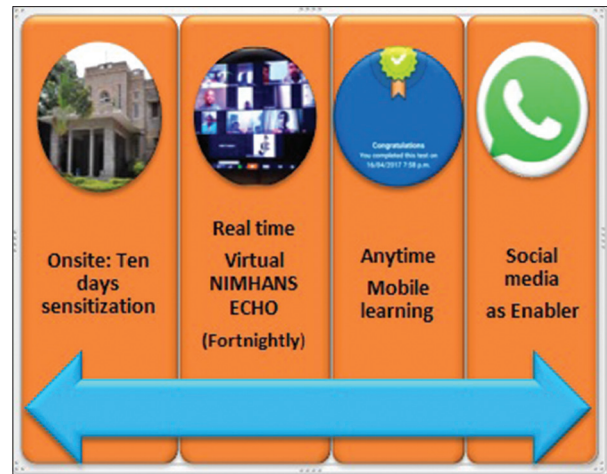 Congratulations
You completed this test on
16/04/2017 7:58 p.m.
Onsite: Ten
days
sensitization
Real time
Virtual
NIMHANS
ECHO
(Fortnightly)
Anytime
Mobile
learning
Social
media
as Enabler